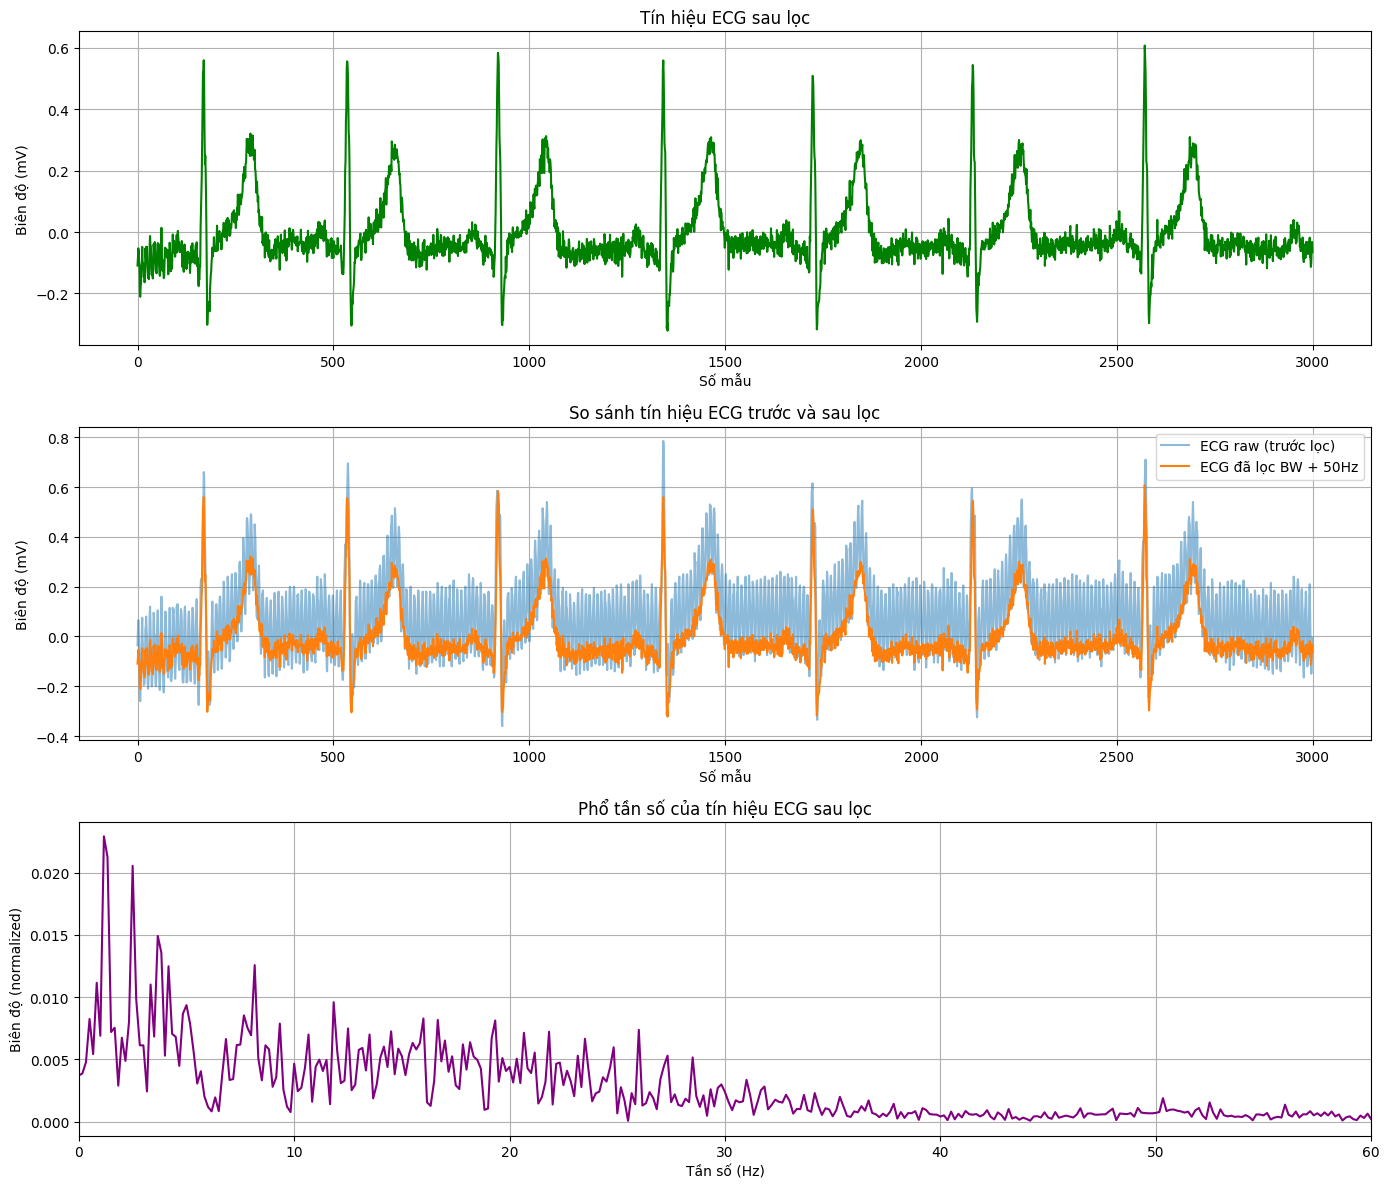 Tín hiệu ECG sau lọc
Biên độ (mV)
0.6
0.4
0.2
0.0
−0.2
0 500 1000 1500 2000 2500 3000
Số mẫu
So sánh tín hiệu ECG trước và sau lọc
Biên độ (mV)
0.8
0.6
0.4
0.2
0.0
−0.2
−0.4
ECG raw (trước lọc)
ECG đã lọc BW + 50Hz
0 500 1000 1500 2000 2500 3000
Số mẫu
Phổ tần số của tín hiệu ECG sau lọc
Biên độ (normalized)
0.020
0.015
0.010
0.005
0.000
0 10 20 30 40 50 60
Tần số (Hz)